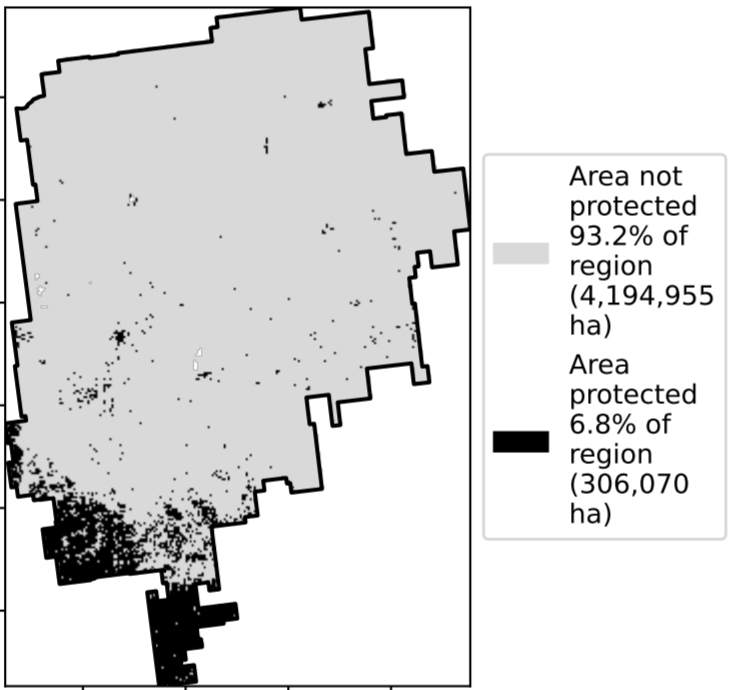 Area not
protected
93.2% of
region
(4,194,955
ha)
Area
protected
6.8% of
region
(306,070
ha)